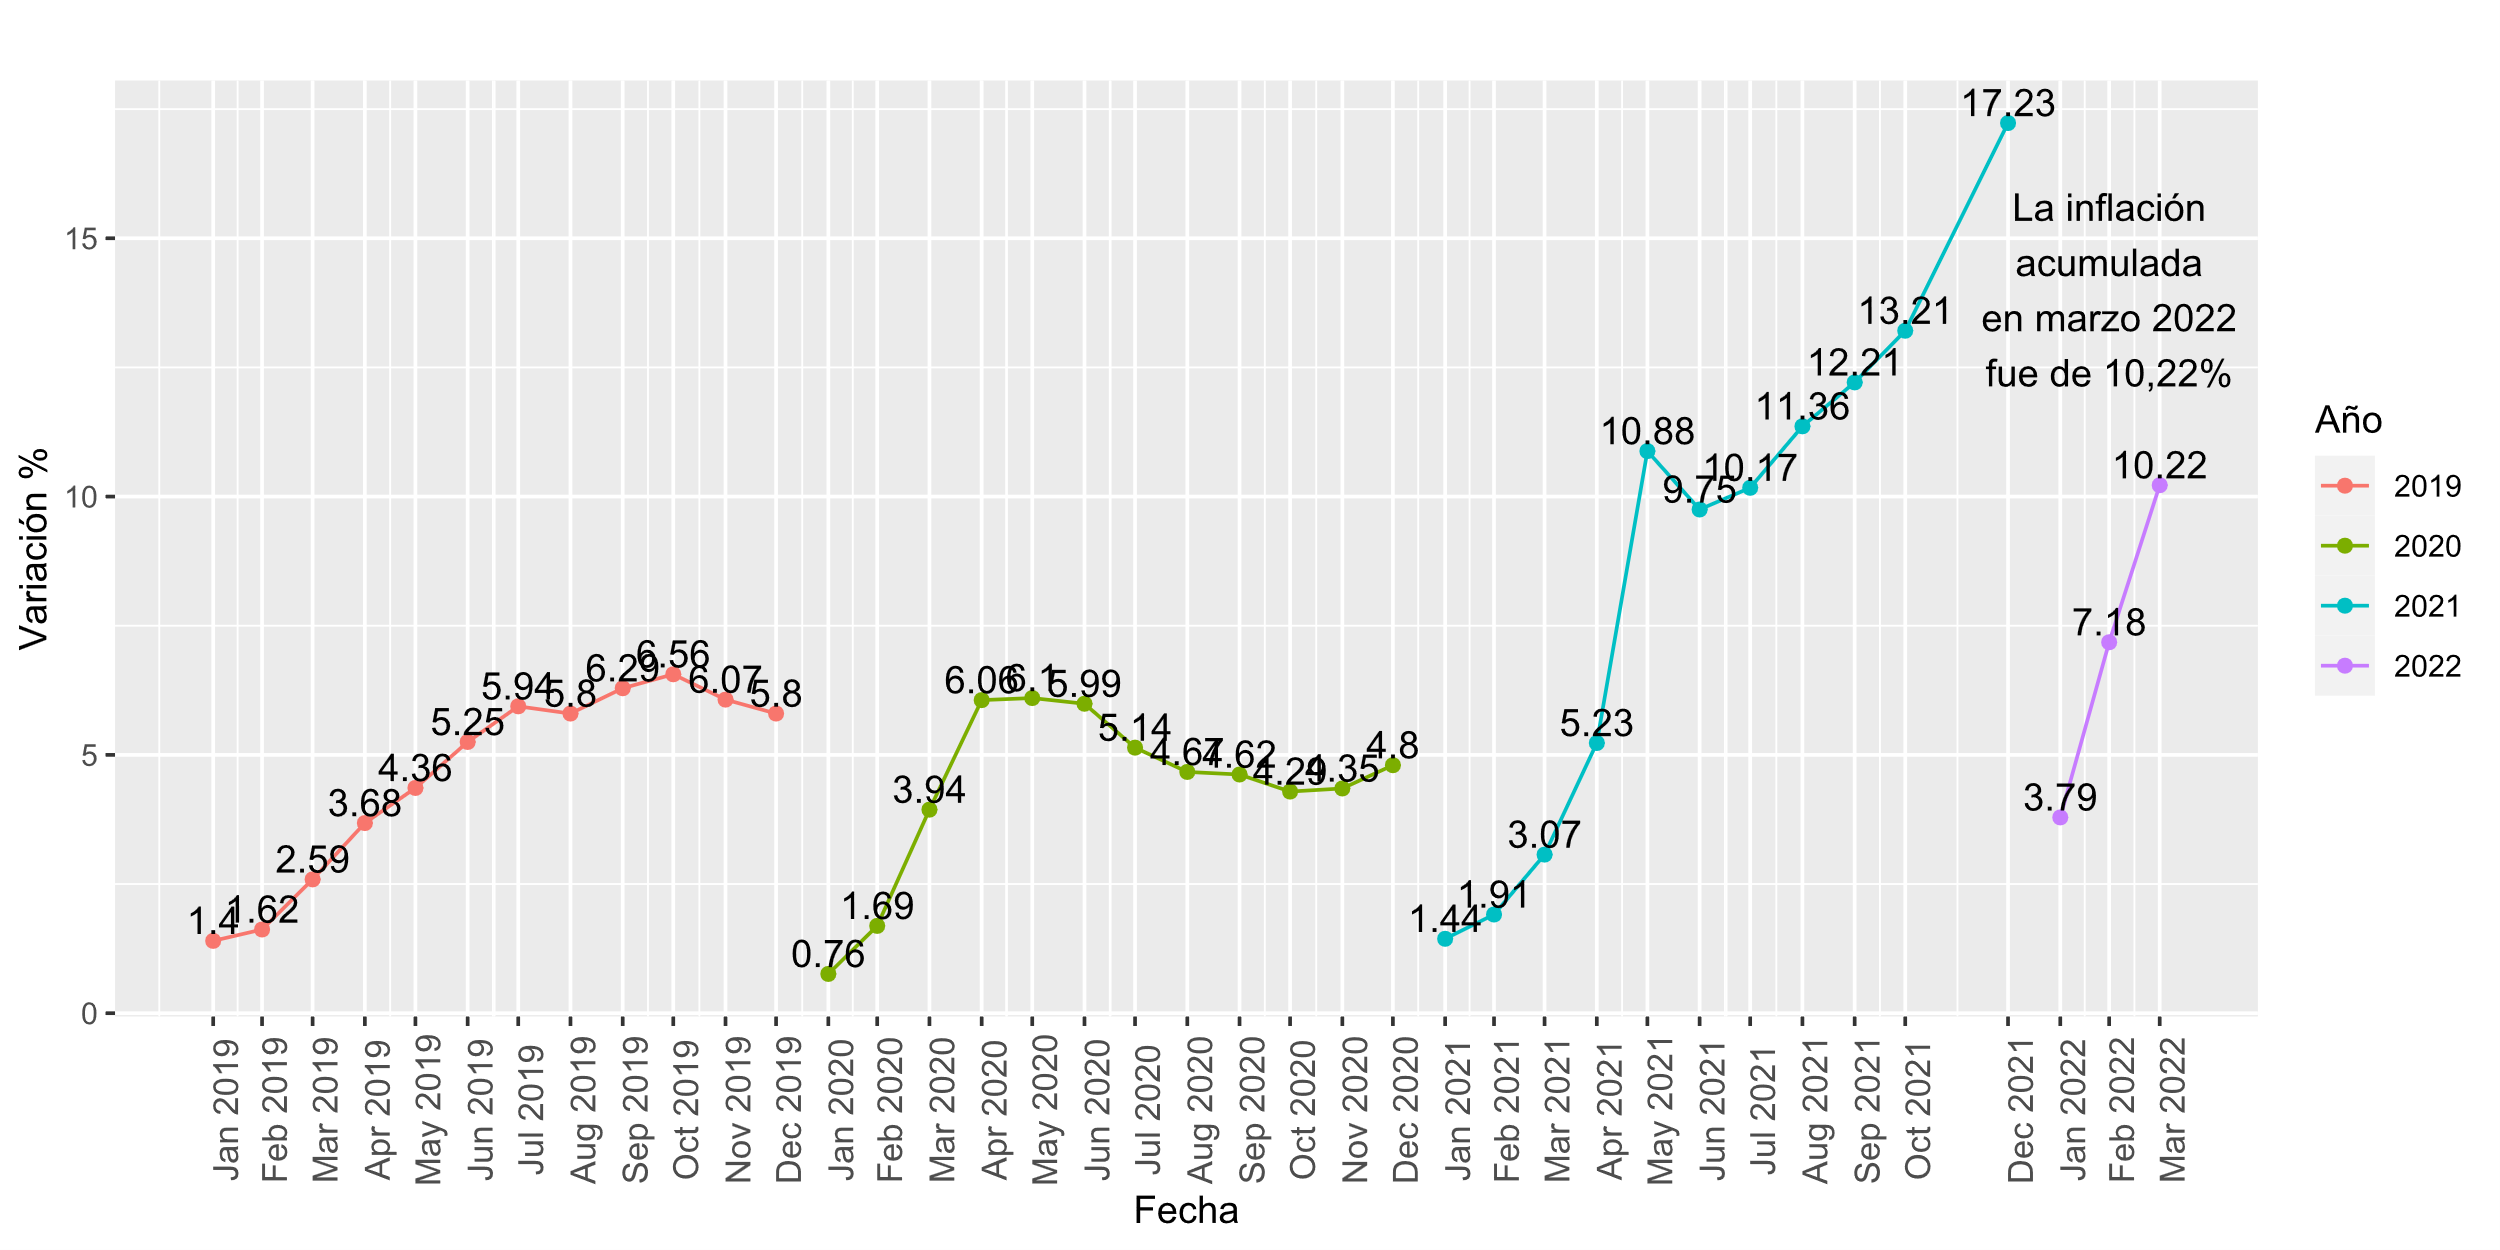 17.23
La inflación
acumulada
en marzo 2022
fue de 10,22%
15
13.21
12.21
11.36
10.88
10.17
9.75
10.22
10
7.18
Variación %
6.56
6.29
5.94
5.8
6.07
5.8
5.25
4.36
3.68
2.59
1.62
1.4
6.06
6.1
5.99
5.14
4.67
4.62
4.29
4.35
4.8
3.94
1.69
0.76
5.23
3.07
1.91
1.44
3.79
5
0
Jan 2019
Feb 2019
Mar 2019
Apr 2019
May 2019
Jun 2019
Jul 2019
Aug 2019
Sep 2019
Oct 2019
Nov 2019
Dec 2019
Jan 2020
Feb 2020
Mar 2020
Apr 2020
May 2020
Jun 2020
Jul 2020
Aug 2020
Sep 2020
Oct 2020
Nov 2020
Dec 2020
Jan 2021
Feb 2021
Mar 2021
Apr 2021
May 2021
Jun 2021
Jul 2021
Aug 2021
Sep 2021
Oct 2021
Dec 2021
Jan 2022
Feb 2022
Mar 2022
Fecha
Año
2019
2020
2021
2022